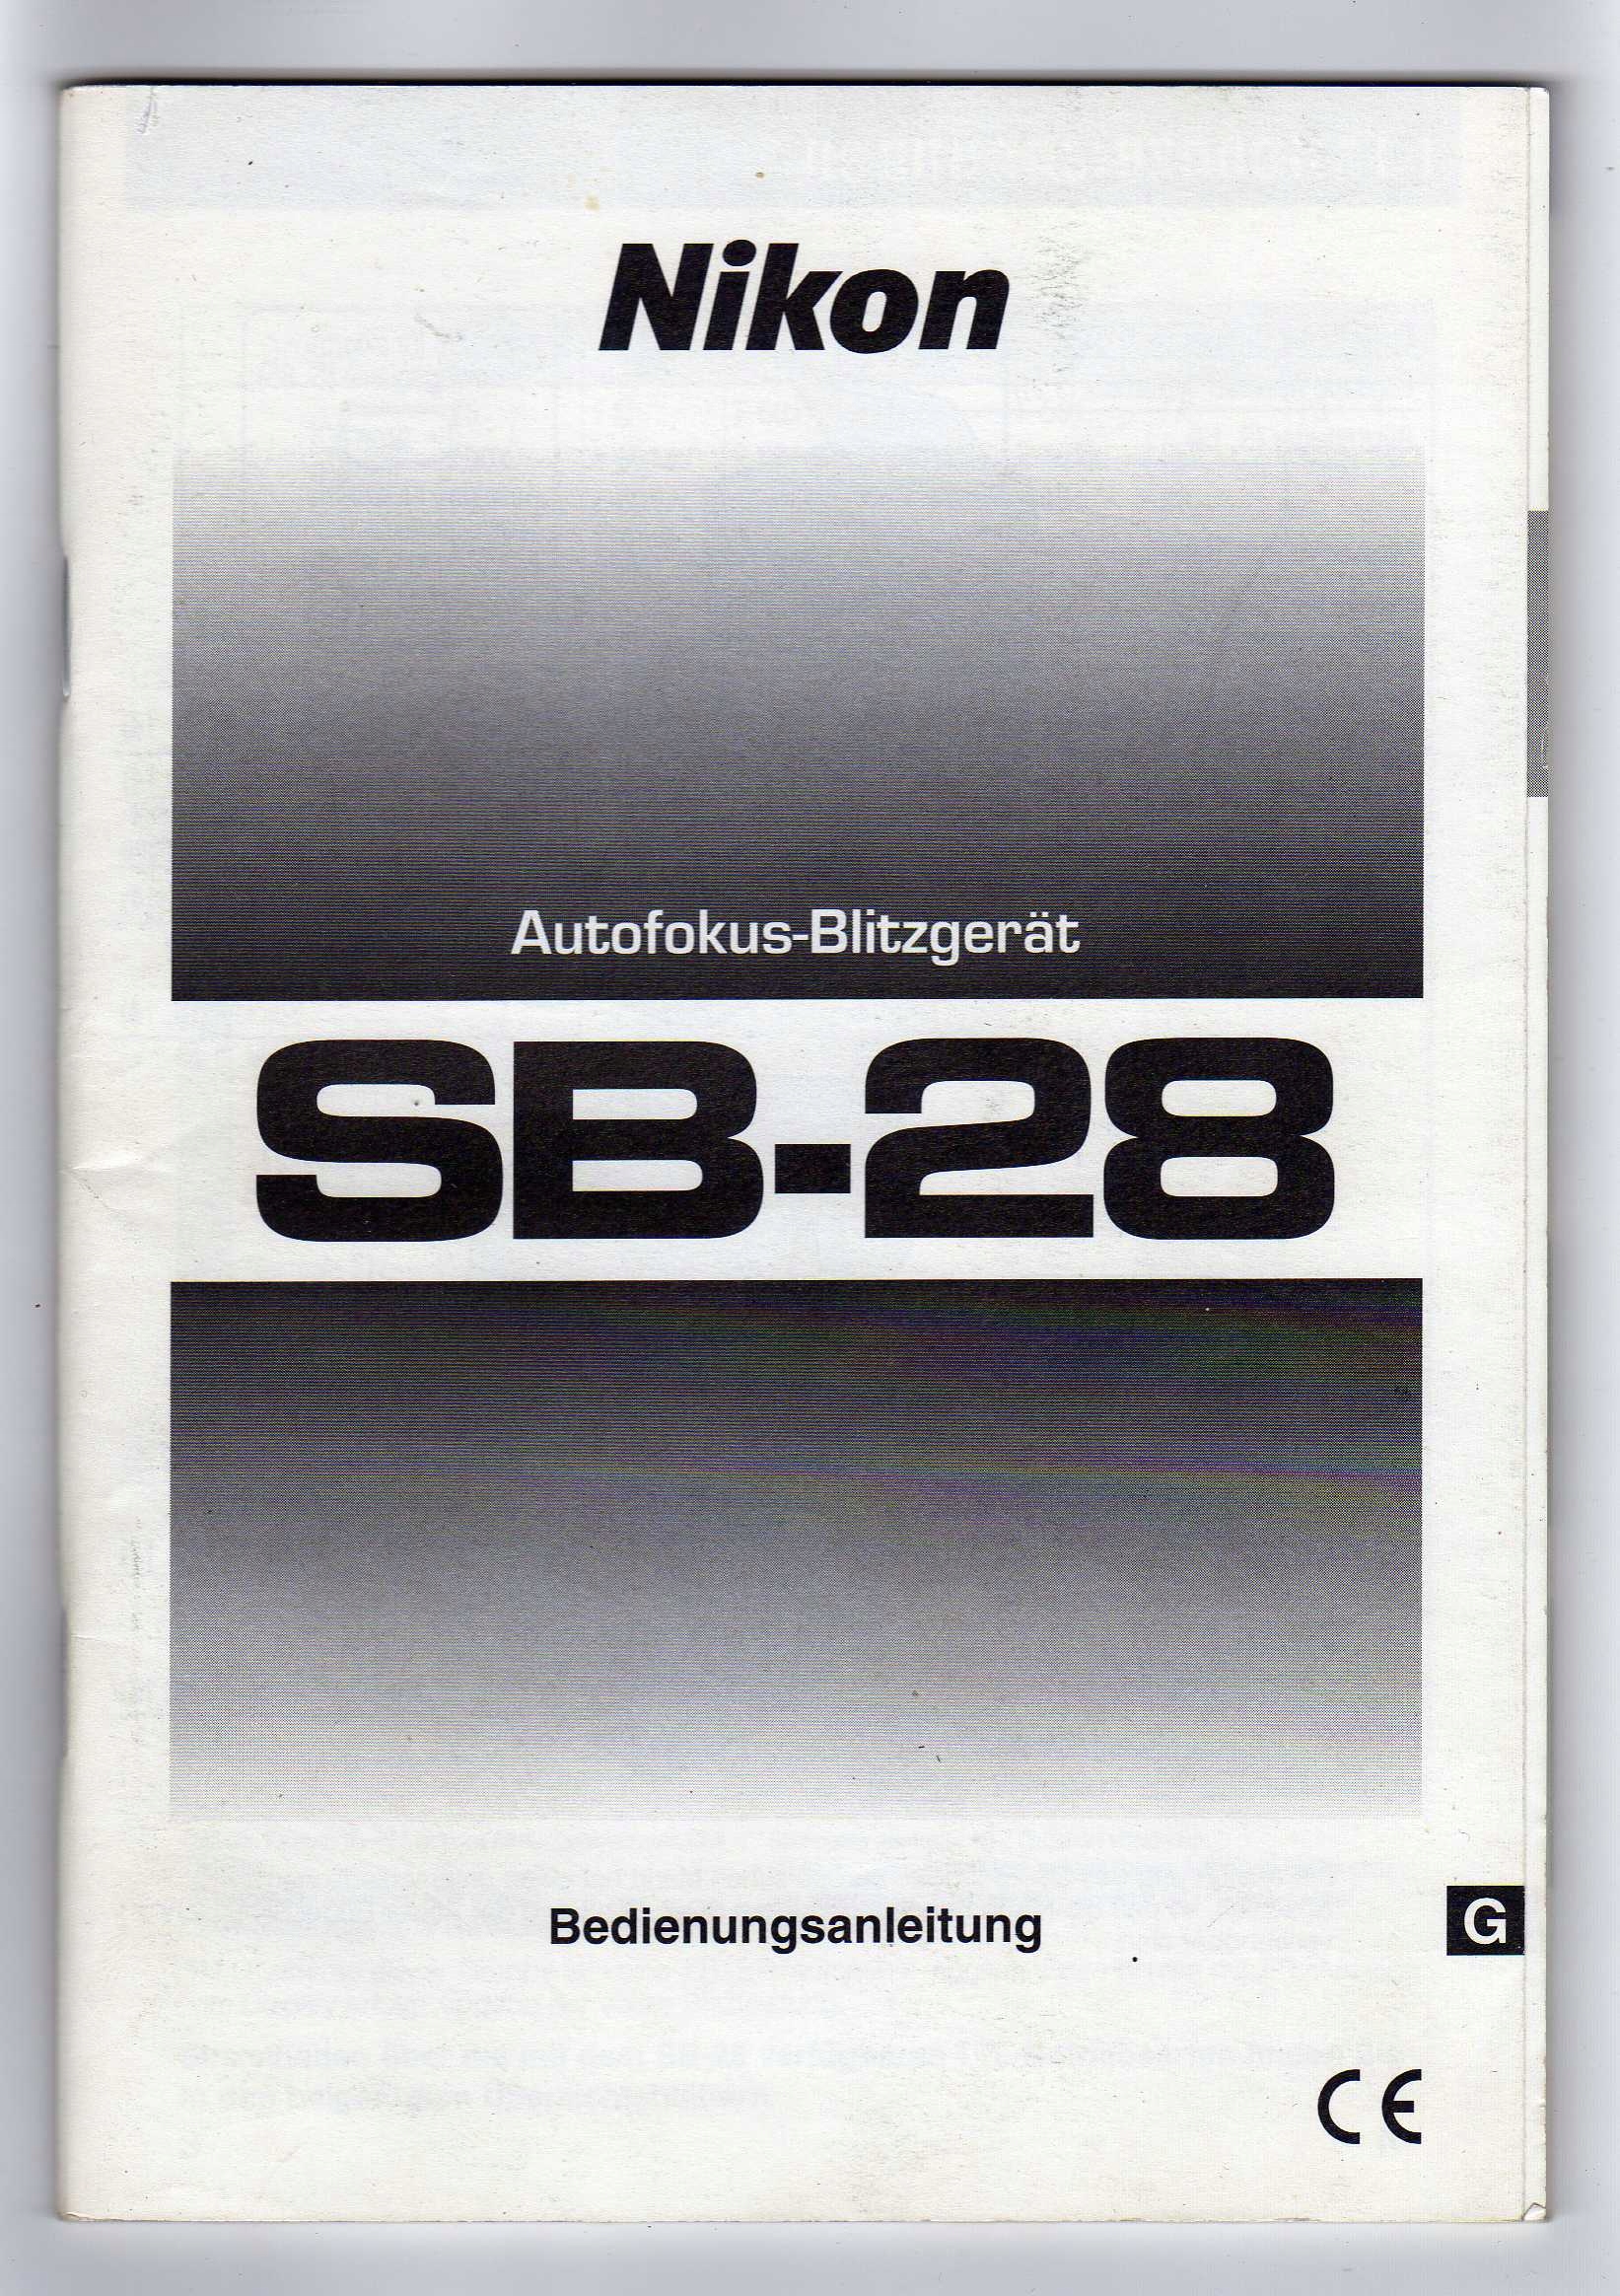 Nikon
Autofokus-Blitzgerät
SB-28
Bedienungsanleitung
G
CE